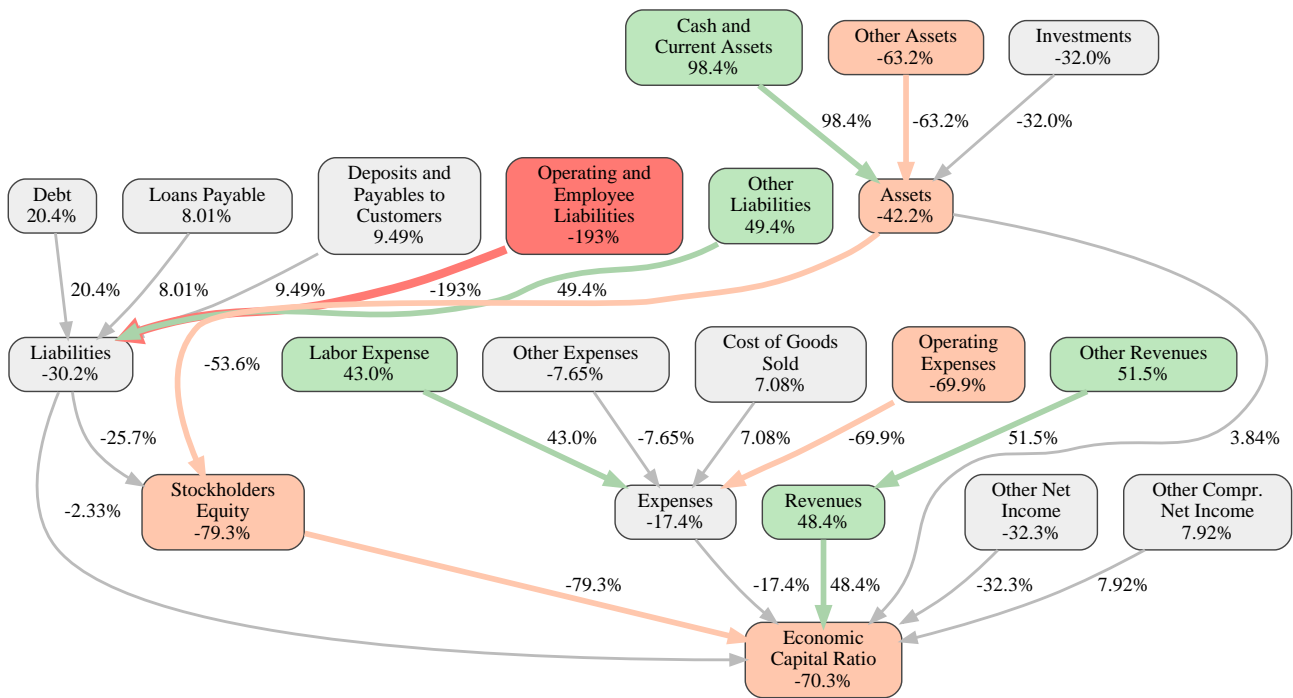 Cash and
Current Assets
98.4%
Other Assets
-63.2%
Investments
-32.0%
98.4%
-63.2%
-32.0%
Debt
20.4%
Loans Payable
8.01%
Deposits and
Payables to
Customers
9.49%
Operating and
Employee
Liabilities
-193%
Other
Liabilities
49.4%
Assets
-42.2%
20.4%
8.01%
9.49%
-193%
49.4%
Liabilities
-30.2%
-53.6%
Labor Expense
43.0%
Other Expenses
-7.65%
Cost of Goods
Sold
7.08%
Operating
Expenses
-69.9%
Other Revenues
51.5%
-25.7%
43.0%
-7.65%
7.08%
-69.9%
51.5%
3.84%
-2.33%
Stockholders
Equity
-79.3%
Expenses
-17.4%
Revenues
48.4%
Other Net
Income
-32.3%
Other Compr.
Net Income
7.92%
-79.3%
-17.4%
48.4%
-32.3%
7.92%
Economic
Capital Ratio
-70.3%